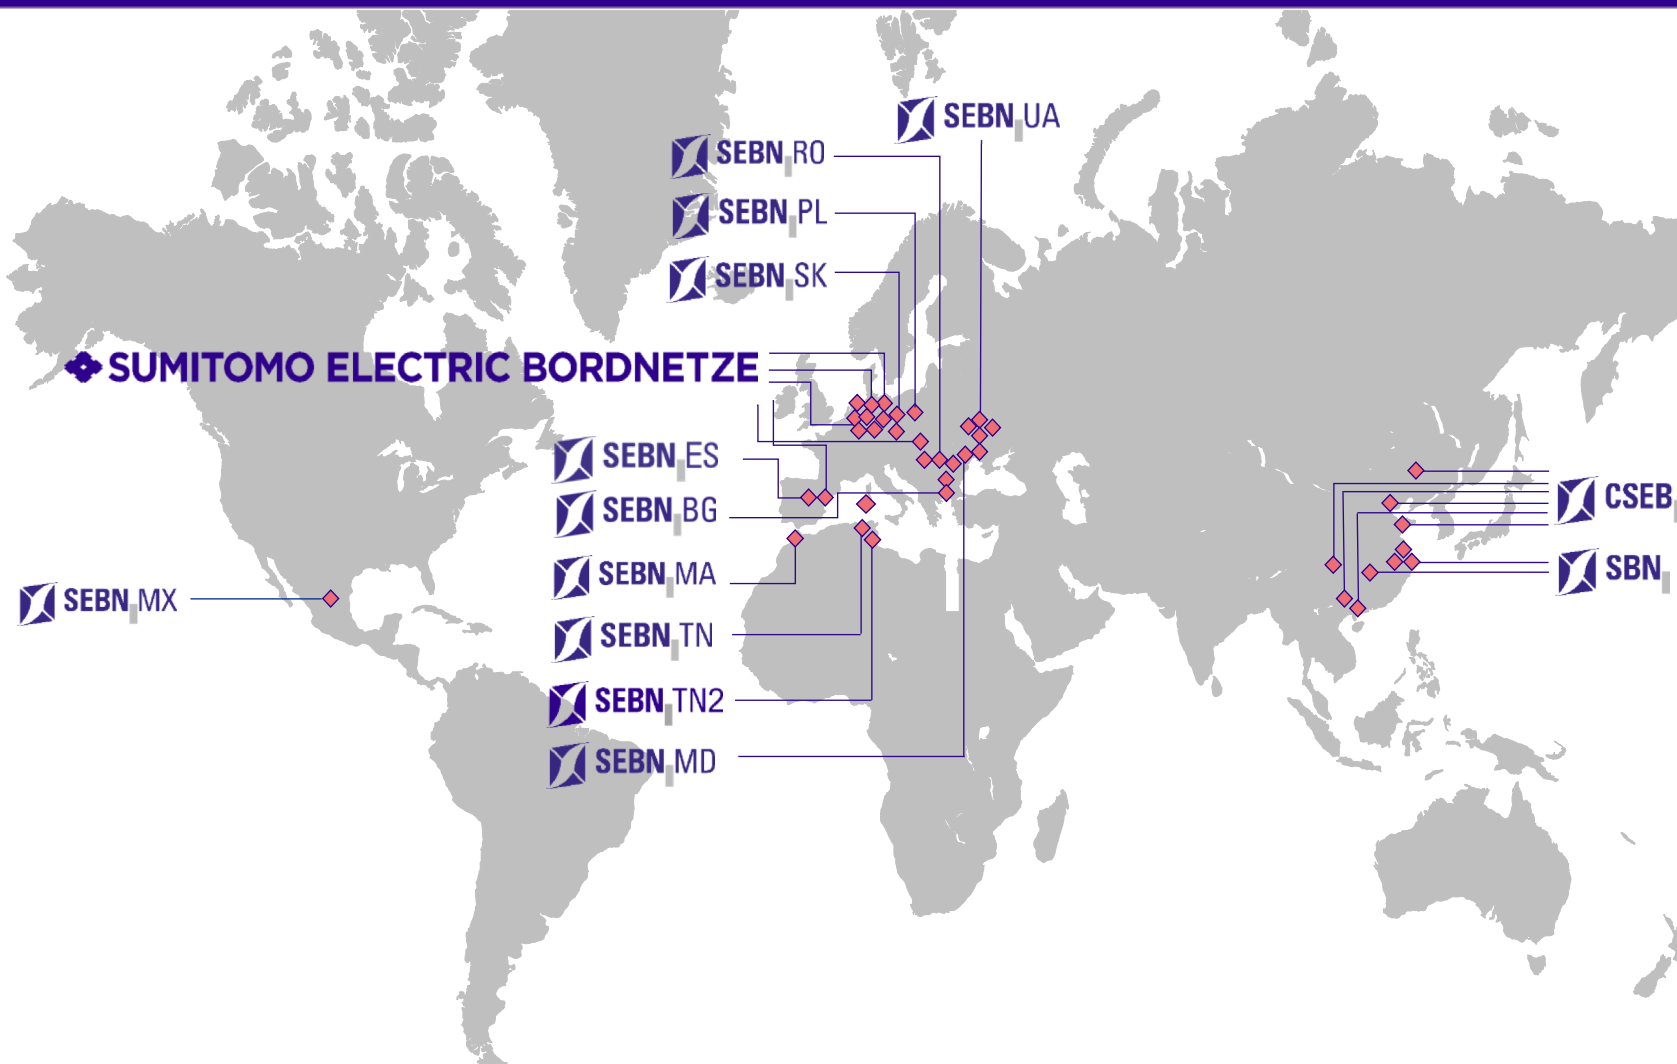 SEBN UA
SEBN RO
SEBN PL
SEBN SK
SUMITOMO ELECTRIC BORDNETZE
SEBN ES
SEBN BG
SEBN MA
SEBN TN
SEBN TN2
SEBN MD
SEBN MX
CSEB
SBN